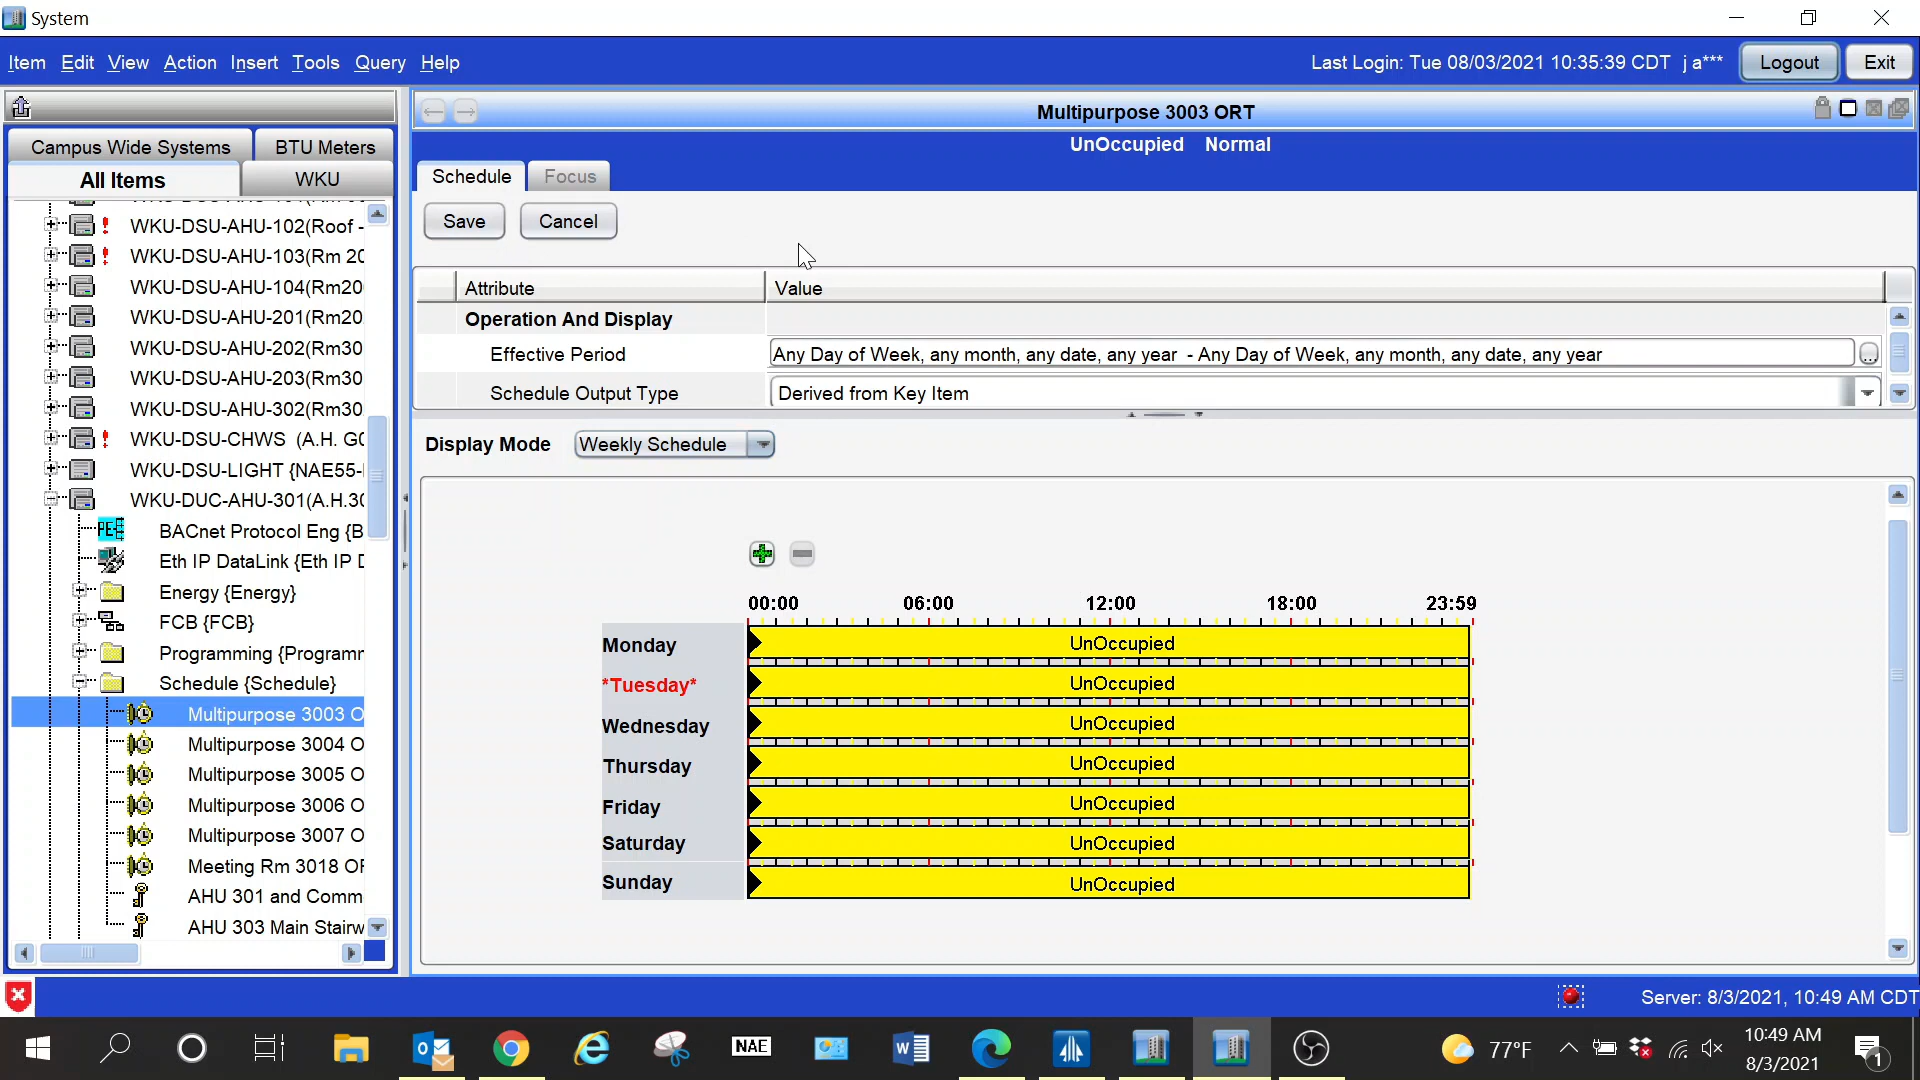 System
Item Edit View Action Insert Tools Query Help
Last Login: Tue 08/03/2021 10:35:39 CDT j a***
Logout
Exit
Campus Wide Systems
BTU Meters
All Items
WKU
WKU-DSU-AHU-102(Roof -
WKU-DSU-AHU-103(Rm 20
WKU-DSU-AHU-104(Rm20
WKU-DSU-AHU-201(Rm20
WKU-DSU-AHU-202(Rm30
WKU-DSU-AHU-203(Rm30
WKU-DSU-AHU-302(Rm30
WKU-DSU-CHWS (A.H. G
WKU-DSU-LIGHT {NAE55-
WKU-DUC-AHU-301(A.H.30
BACnet Protocol Eng {B
Eth IP DataLink {Eth IP D
Energy {Energy}
FCB {FCB}
Programming {Programm
Schedule {Schedule}
Multipurpose 3003 O
Multipurpose 3004 O
Multipurpose 3005 O
Multipurpose 3006 O
Multipurpose 3007 O
Meeting Rm 3018 OR
AHU 301 and Comm
AHU 303 Main Stairw
Multipurpose 3003 ORT
UnOccupied Normal
Schedule
Focus
Save
Cancel
Attribute
Value
Operation And Display
Effective Period
Any Day of Week, any month, any date, any year - Any Day of Week, any month, any date, any year
Schedule Output Type
Derived from Key Item
Display Mode
Weekly Schedule
00:00 06:00 12:00 18:00 23:59
Monday UnOccupied
*Tuesday* UnOccupied
Wednesday UnOccupied
Thursday UnOccupied
Friday UnOccupied
Saturday UnOccupied
Sunday UnOccupied
Server: 8/3/2021, 10:49 AM CDT
NAE
77°F
10:49 AM
8/3/2021
1